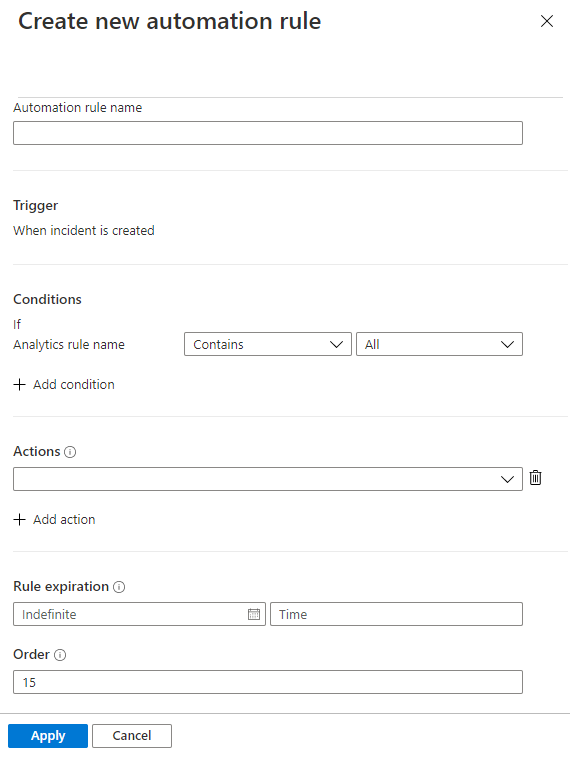 Create new automation rule
Automation rule name
Trigger
When incident is created
Conditions
If
Analytics rule name Contains All
Add condition
Actions
Add action
Rule expiration
Indefinite Time
Order
15
Apply Cancel